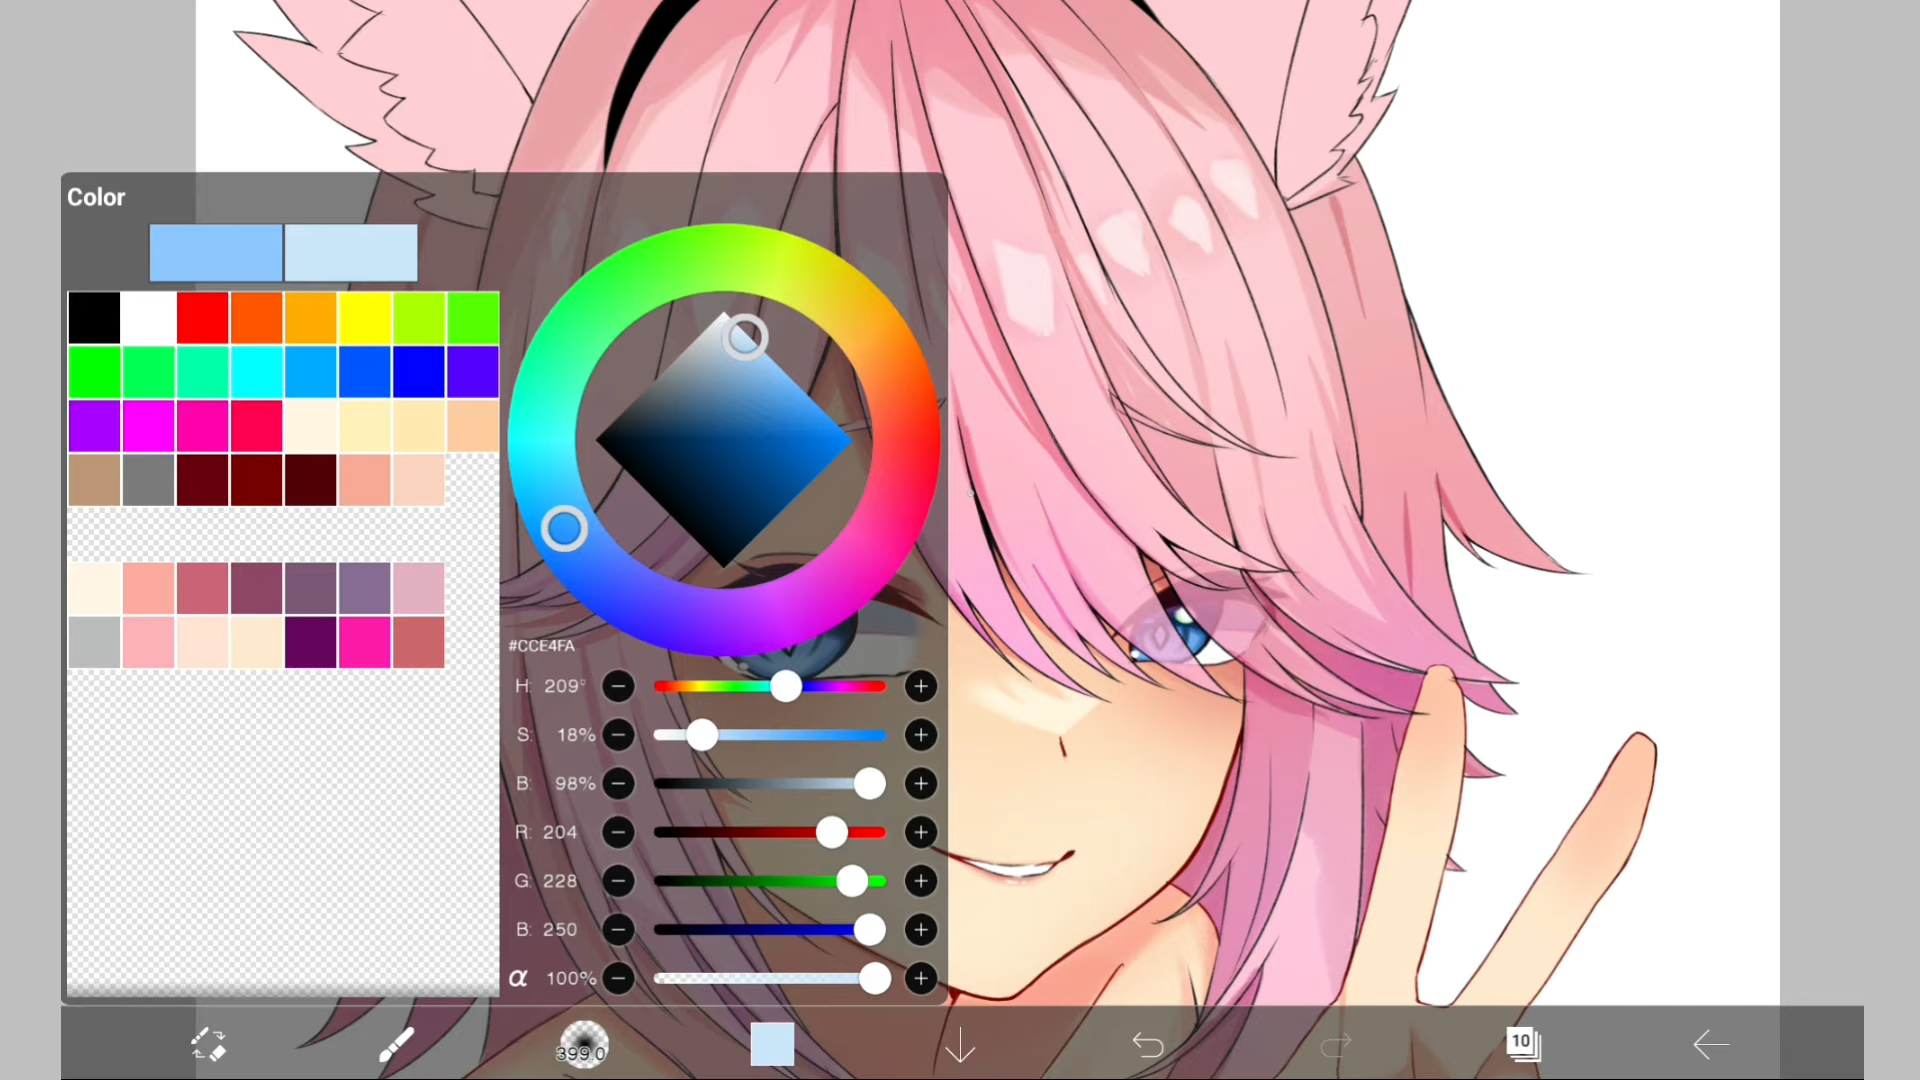 Color
#CCE4FA
H: 209°
S: 18%
B: 98%
R: 204
G: 228
B: 250
α 100%
399.0
10